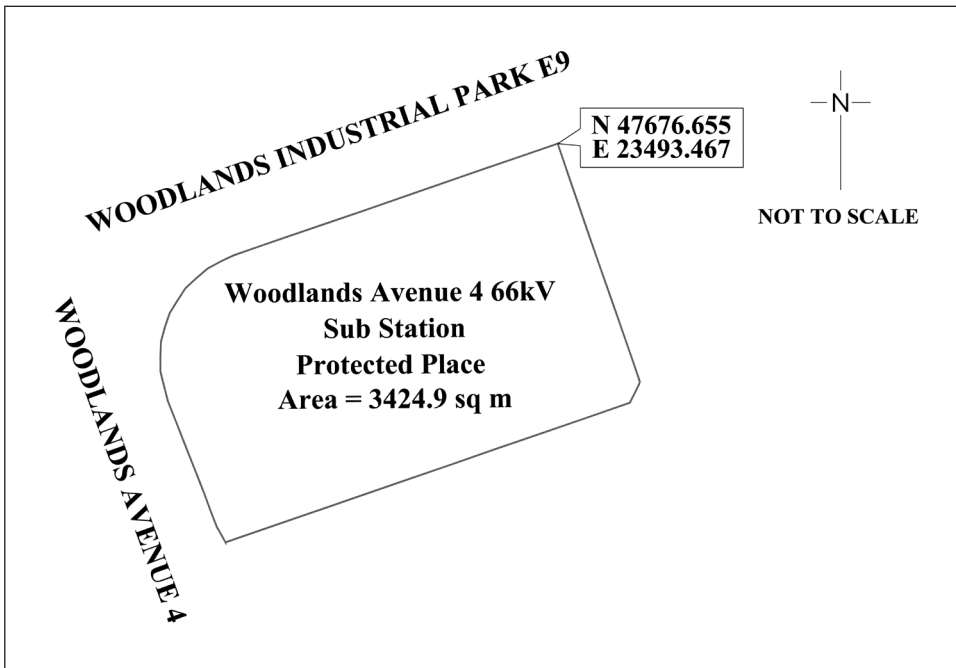 WOODLANDS INDUSTRIAL PARK E9
N 47676.655
E 23493.467
N
NOT TO SCALE
Woodlands Avenue 4 66kV
Sub Station
Protected Place
Area = 3424.9 sq m
WOODLANDS AVENUE 4